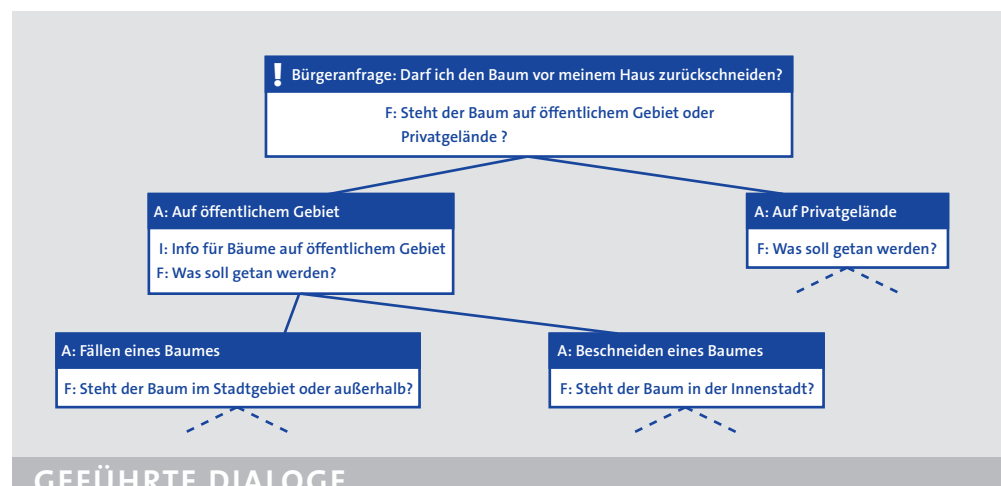 ! Bürgeranfrage: Darf ich den Baum vor meinem Haus zurückschneiden?
F: Steht der Baum auf öffentlichem Gebiet oder
Privatgelände ?
A: Auf öffentlichem Gebiet
I: Info für Bäume auf öffentlichem Gebiet
F: Was soll getan werden?
A: Auf Privatgelände
F: Was soll getan werden?
A: Fällen eines Baumes
F: Steht der Baum im Stadtgebiet oder außerhalb?
A: Beschneiden eines Baumes
F: Steht der Baum in der Innenstadt?
GEFÜHRTE DIALOGE